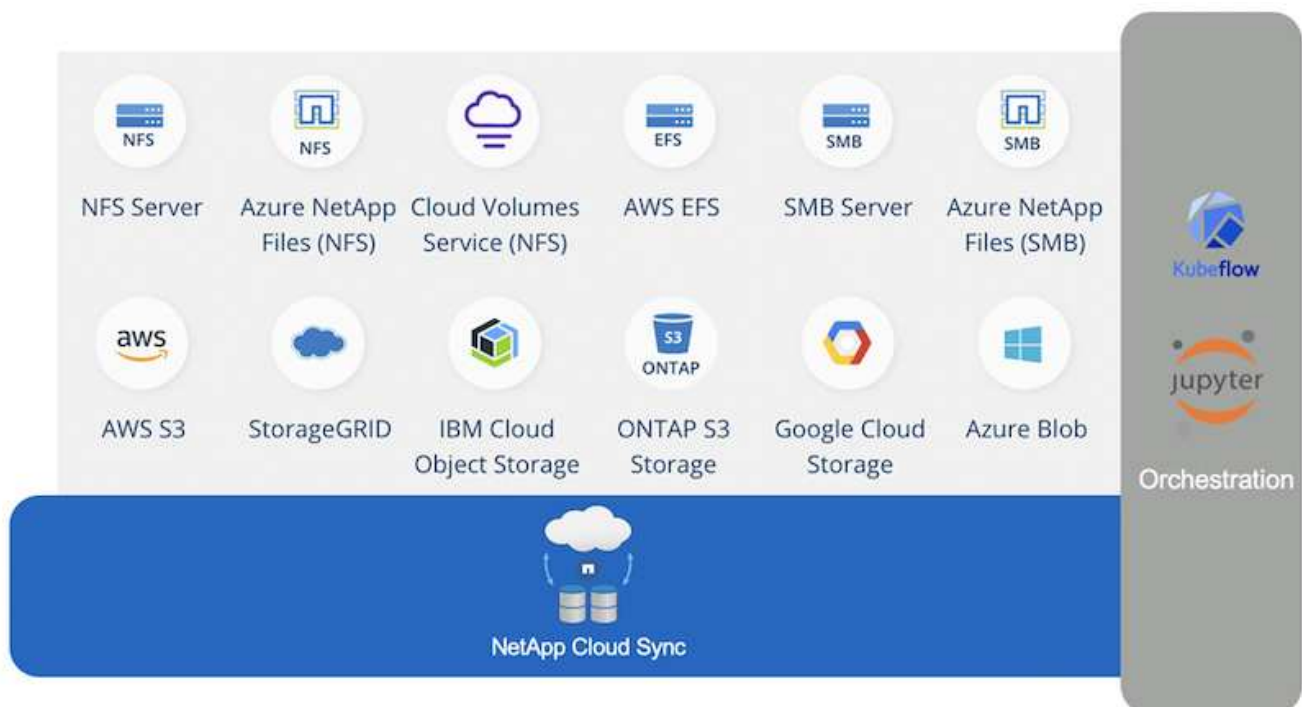 NFS
NFS
EFS
SMB
SMB
NFS Server
Azure NetApp
Files (NFS)
Cloud Volumes
Service (NFS)
AWS EFS
SMB Server
Azure NetApp
Files (SMB)
aws
S3
ONTAP
AWS S3
StorageGRID
IBM Cloud
Object Storage
ONTAP S3
Storage
Google Cloud
Storage
Azure Blob
Kubeflow
jupyter
Orchestration
NetApp Cloud Sync